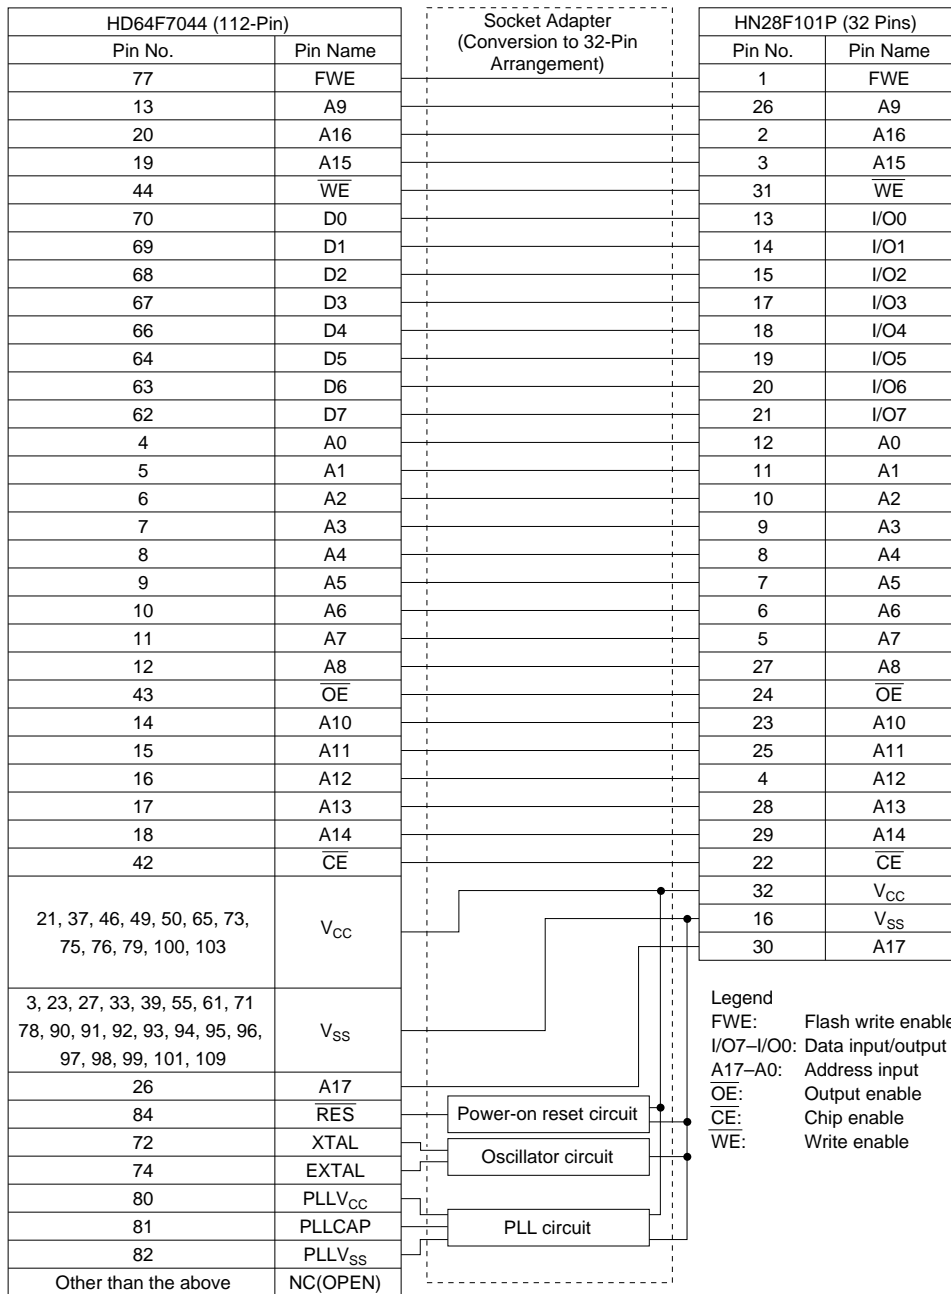 HD64F7044 (112-Pin)
Pin No. Pin Name
77 FWE
13 A9
20 A16
19 A15
44 WE
70 D0
69 D1
68 D2
67 D3
66 D4
64 D5
63 D6
62 D7
4 A0
5 A1
6 A2
7 A3
8 A4
9 A5
10 A6
11 A7
12 A8
43 OE
14 A10
15 A11
16 A12
17 A13
18 A14
42 CE
21, 37, 46, 49, 50, 65, 73,
75, 76, 79, 100, 103
VCC
3, 23, 27, 33, 39, 55, 61, 71
78, 90, 91, 92, 93, 94, 95, 96,
97, 98, 99, 101, 109
VSS
26 A17
84 RES
72 XTAL
74 EXTAL
80 PLLVCC
81 PLLCAP
82 PLLVSS
Other than the above NC(OPEN)
Socket Adapter
(Conversion to 32-Pin
Arrangement)
Power-on reset circuit
Oscillator circuit
PLL circuit
HN28F101P (32 Pins)
Pin No. Pin Name
1 FWE
26 A9
2 A16
3 A15
31 WE
13 I/O0
14 I/O1
15 I/O2
17 I/O3
18 I/O4
19 I/O5
20 I/O6
21 I/O7
12 A0
11 A1
10 A2
9 A3
8 A4
7 A5
6 A6
5 A7
27 A8
24 OE
23 A10
25 A11
4 A12
28 A13
29 A14
22 CE
32 VCC
16 VSS
30 A17
Legend
FWE: Flash write enable
I/O7–I/O0: Data input/output
A17–A0: Address input
OE: Output enable
CE: Chip enable
WE: Write enable